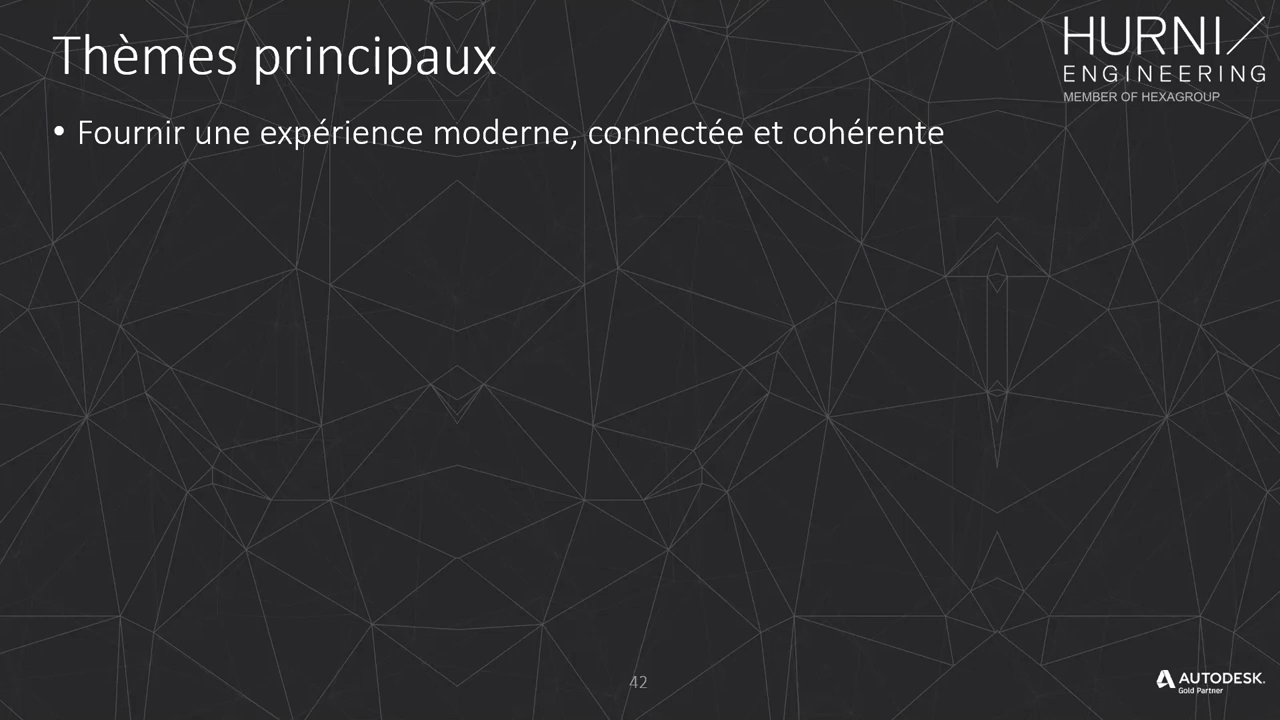 Thèmes principaux
HURNI
ENGINEERING
MEMBER OF HEXAGROUP
• Fournir une expérience moderne, connectée et cohérente
42
AUTODESK.
Gold Partner